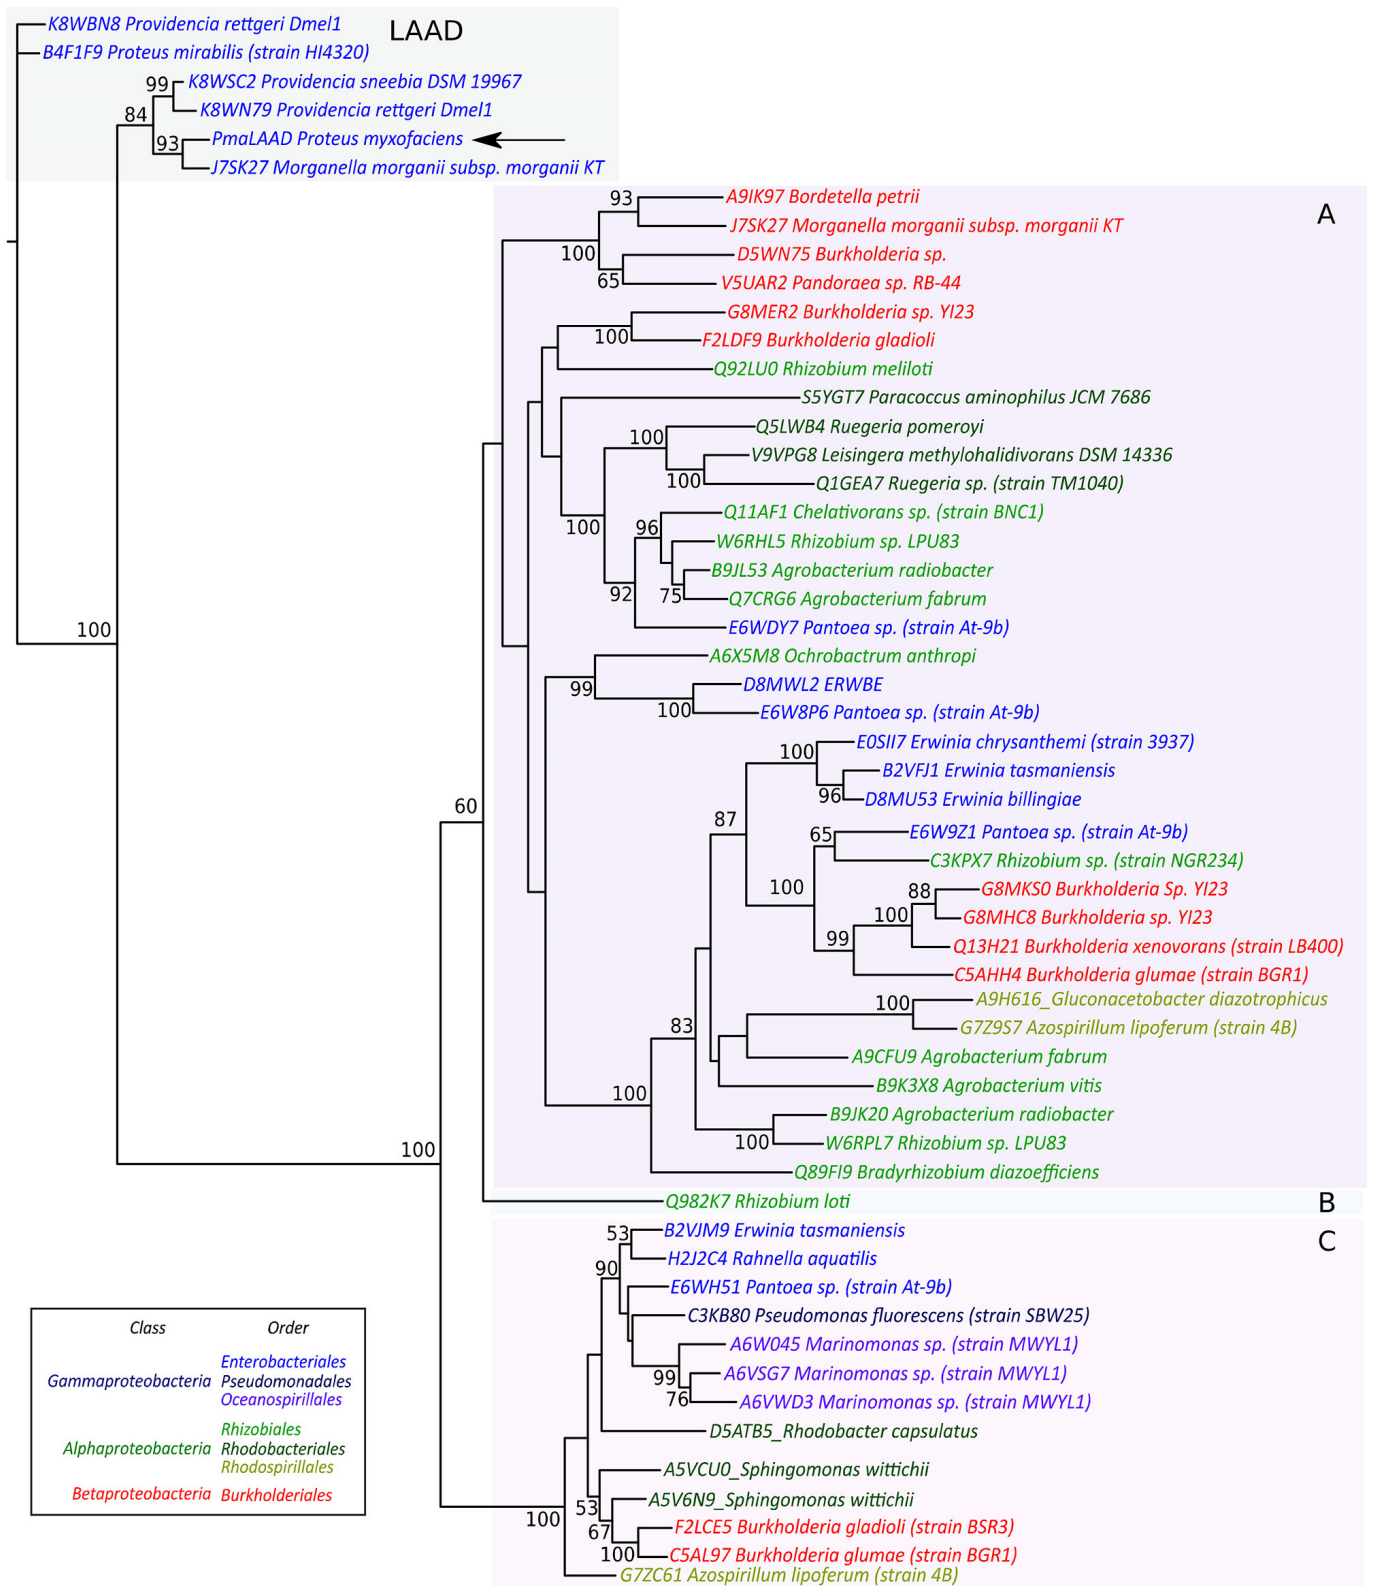 K8WBN8 Providencia rettgeri Dmel1
LAAD
B4F1F9 Proteus mirabilis (strain HI4320)
99
K8WSC2 Providencia sneebia DSM 19967
K8WN79 Providencia rettgeri Dmel1
84
PmaLAAD Proteus myxofaciens
93
J7SK27 Morganella morganii subsp. morganii KT
93
A9IK97 Bordetella petrii
A
J7SK27 Morganella morganii subsp. morganii KT
100
D5WN75 Burkholderia sp.
65
V5UAR2 Pandoraea sp. RB-44
G8MER2 Burkholderia sp. YI23
100
F2LDF9 Burkholderia gladioli
Q92LU0 Rhizobium meliloti
S5YGT7 Paracoccus aminophilus JCM 7686
Q5LWB4 Ruegeria pomeroyi
100
V9VPG8 Leisingera methylohalidivorans DSM 14336
100
Q1GEA7 Ruegeria sp. (strain TM1040)
Q11AF1 Chelativorans sp. (strain BNC1)
100
96
W6RHL5 Rhizobium sp. LPU83
B9JL53 Agrobacterium radiobacter
92
75
Q7CRG6 Agrobacterium fabrum
E6WDY7 Pantoea sp. (strain At-9b)
100
A6X5M8 Ochrobactrum anthropi
99
D8MWL2 ERWBE
100
E6W8P6 Pantoea sp. (strain At-9b)
E0SII7 Erwinia chrysanthemi (strain 3937)
100
B2VFJ1 Erwinia tasmaniensis
96
D8MU53 Erwinia billingiae
60
87
65
E6W9Z1 Pantoea sp. (strain At-9b)
C3KPX7 Rhizobium sp. (strain NGR234)
100
88
G8MKS0 Burkholderia Sp. YI23
100
G8MHC8 Burkholderia sp. YI23
99
Q13H21 Burkholderia xenovorans (strain LB400)
C5AHH4 Burkholderia glumae (strain BGR1)
100
A9H616_Gluconacetobacter diazotrophicus
83
G7Z9S7 Azospirillum lipoferum (strain 4B)
A9CFU9 Agrobacterium fabrum
B9K3X8 Agrobacterium vitis
100
B9JK20 Agrobacterium radiobacter
100
W6RPL7 Rhizobium sp. LPU83
100
Q89FI9 Bradyrhizobium diazoefficiens
Q982K7 Rhizobium loti
B
53
B2VJM9 Erwinia tasmaniensis
C
90
H2J2C4 Rahnella aquatilis
E6WH51 Pantoea sp. (strain At-9b)
C3KB80 Pseudomonas fluorescens (strain SBW25)
A6W045 Marinomonas sp. (strain MWYL1)
99
A6VSG7 Marinomonas sp. (strain MWYL1)
76
A6VWD3 Marinomonas sp. (strain MWYL1)
D5ATB5_Rhodobacter capsulatus
A5VCU0_Sphingomonas wittichii
53
A5V6N9_Sphingomonas wittichii
100
67
F2LCE5 Burkholderia gladioli (strain BSR3)
100
C5AL97 Burkholderia glumae (strain BGR1)
G7ZC61 Azospirillum lipoferum (strain 4B)
Class Order
Enterobacteriales
Gammaproteobacteria Pseudomonadales
Oceanospirillales
Rhizobiales
Alphaproteobacteria Rhodobacteriales
Rhodospirillales
Betaproteobacteria Burkholderiales